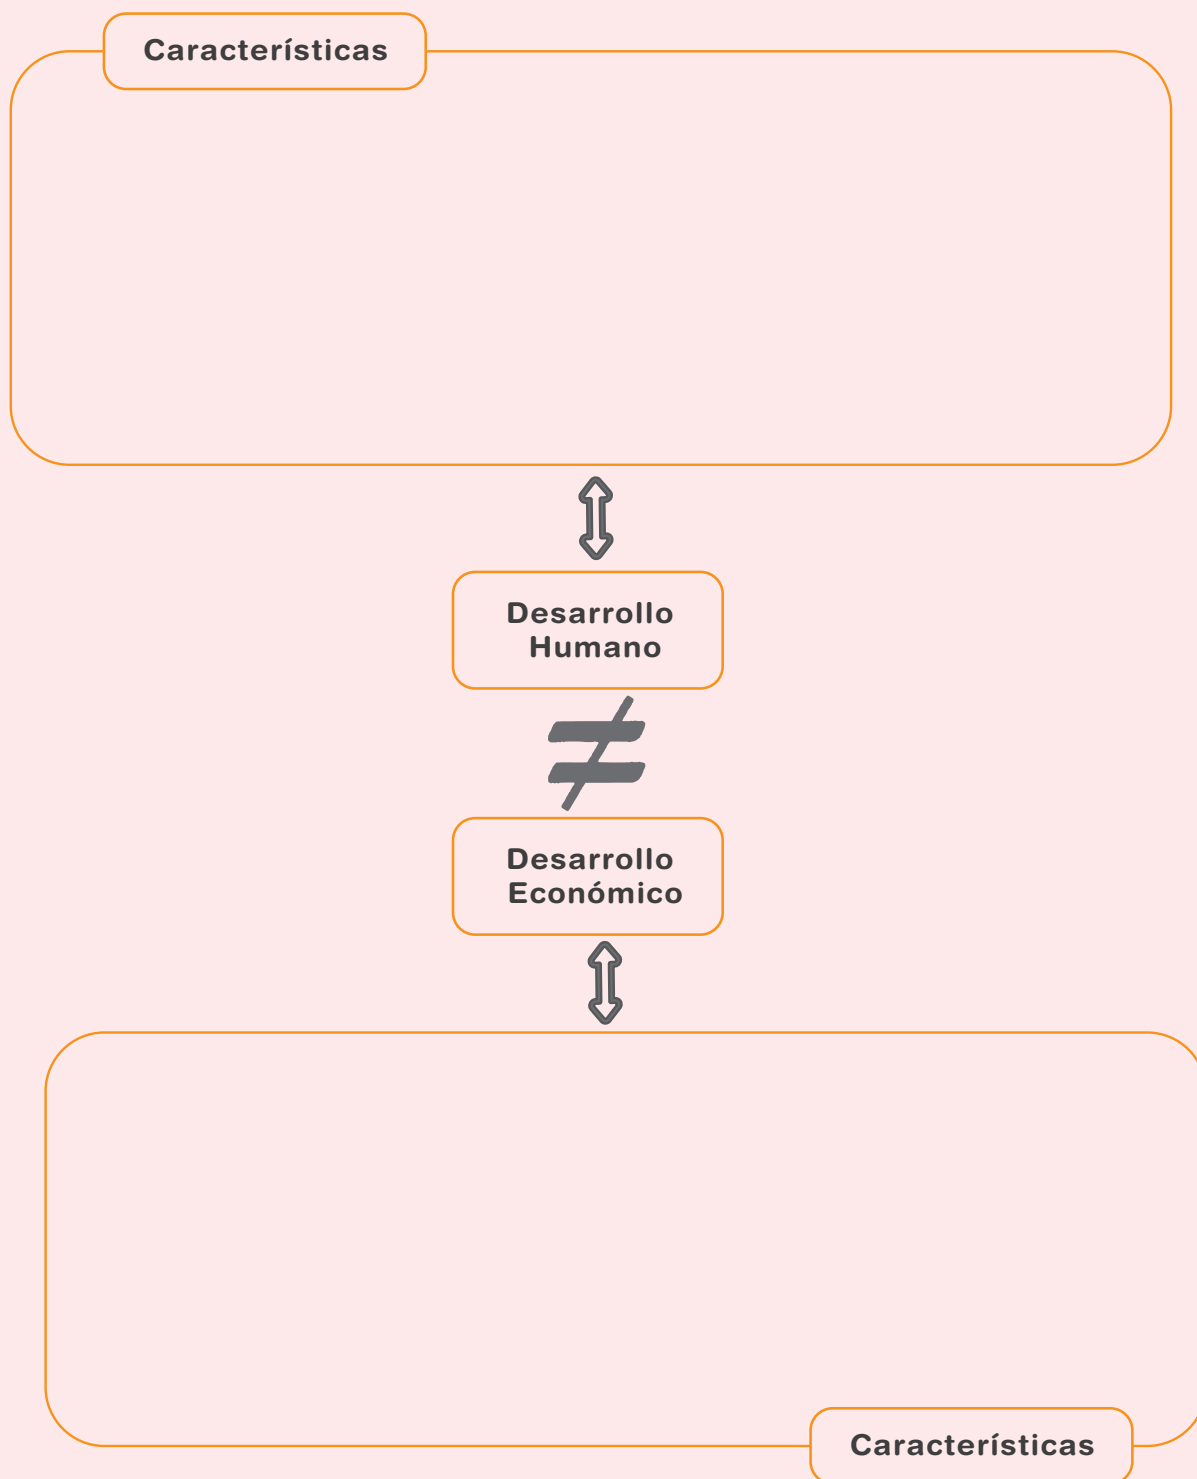 Características
Desarrollo
Humano
≠
Desarrollo
Económico
Características